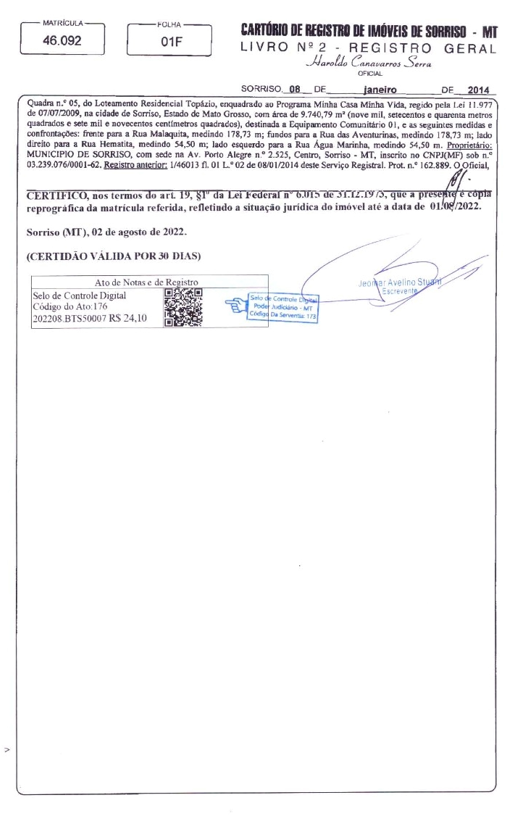 MATRÍCULA
46.092
FOLHA
01F
CARTÓRIO DE REGISTRO DE IMÓVEIS DE SORRISO - MT
LIVRO Nº 2 - REGISTRO GERAL
Haroldo Canavarros Serra
OFICIAL
SORRISO, 08 DE janeiro DE 2014
Quadra n.º 05, do Loteamento Residencial Topázio, enquadrado ao Programa Minha Casa Minha Vida, regido pela Lei 11.977
de 07/07/2009, na cidade de Sorriso, Estado de Mato Grosso, com área de 9.740,79 m² (nove mil, setecentos e quarenta metros
quadrados e sete mil e novecentos centímetros quadrados), destinada a Equipamento Comunitário 01, e as seguintes medidas e
confrontações: frente para a Rua Malaquita, medindo 178,73 m; fundos para a Rua das Aventurinas, medindo 178,73 m; lado
direito para a Rua Hematita, medindo 54,50 m; lado esquerdo para a Rua Água Marinha, medindo 54,50 m. Proprietário:
MUNICIPIO DE SORRISO, com sede na Av. Porto Alegre n.º 2.525, Centro, Sorriso - MT, inscrito no CNPJ(MF) sob n.º
03.239.076/0001-62. Registro anterior: 1/46013 fl. 01 L.º 02 de 08/01/2014 deste Serviço Registral. Prot. n.º 162.889. O Oficial,
CERTIFICO, nos termos do art. 19, §1º da Lei Federal nº 6.015 de 31.12.1973, que a presente é cópia
reprográfica da matrícula referida, refletindo a situação jurídica do imóvel até a data de 01/08/2022.
Sorriso (MT), 02 de agosto de 2022.
(CERTIDÃO VÁLIDA POR 30 DIAS)
Ato de Notas e de Registro
Selo de Controle Digital
Código do Ato:176
202208.BTS50007 R$ 24,10
Selo de Controle Digital
Poder Judiciário - MT
Código Da Serventia: 173
Jeomar Avelino
Escrevente